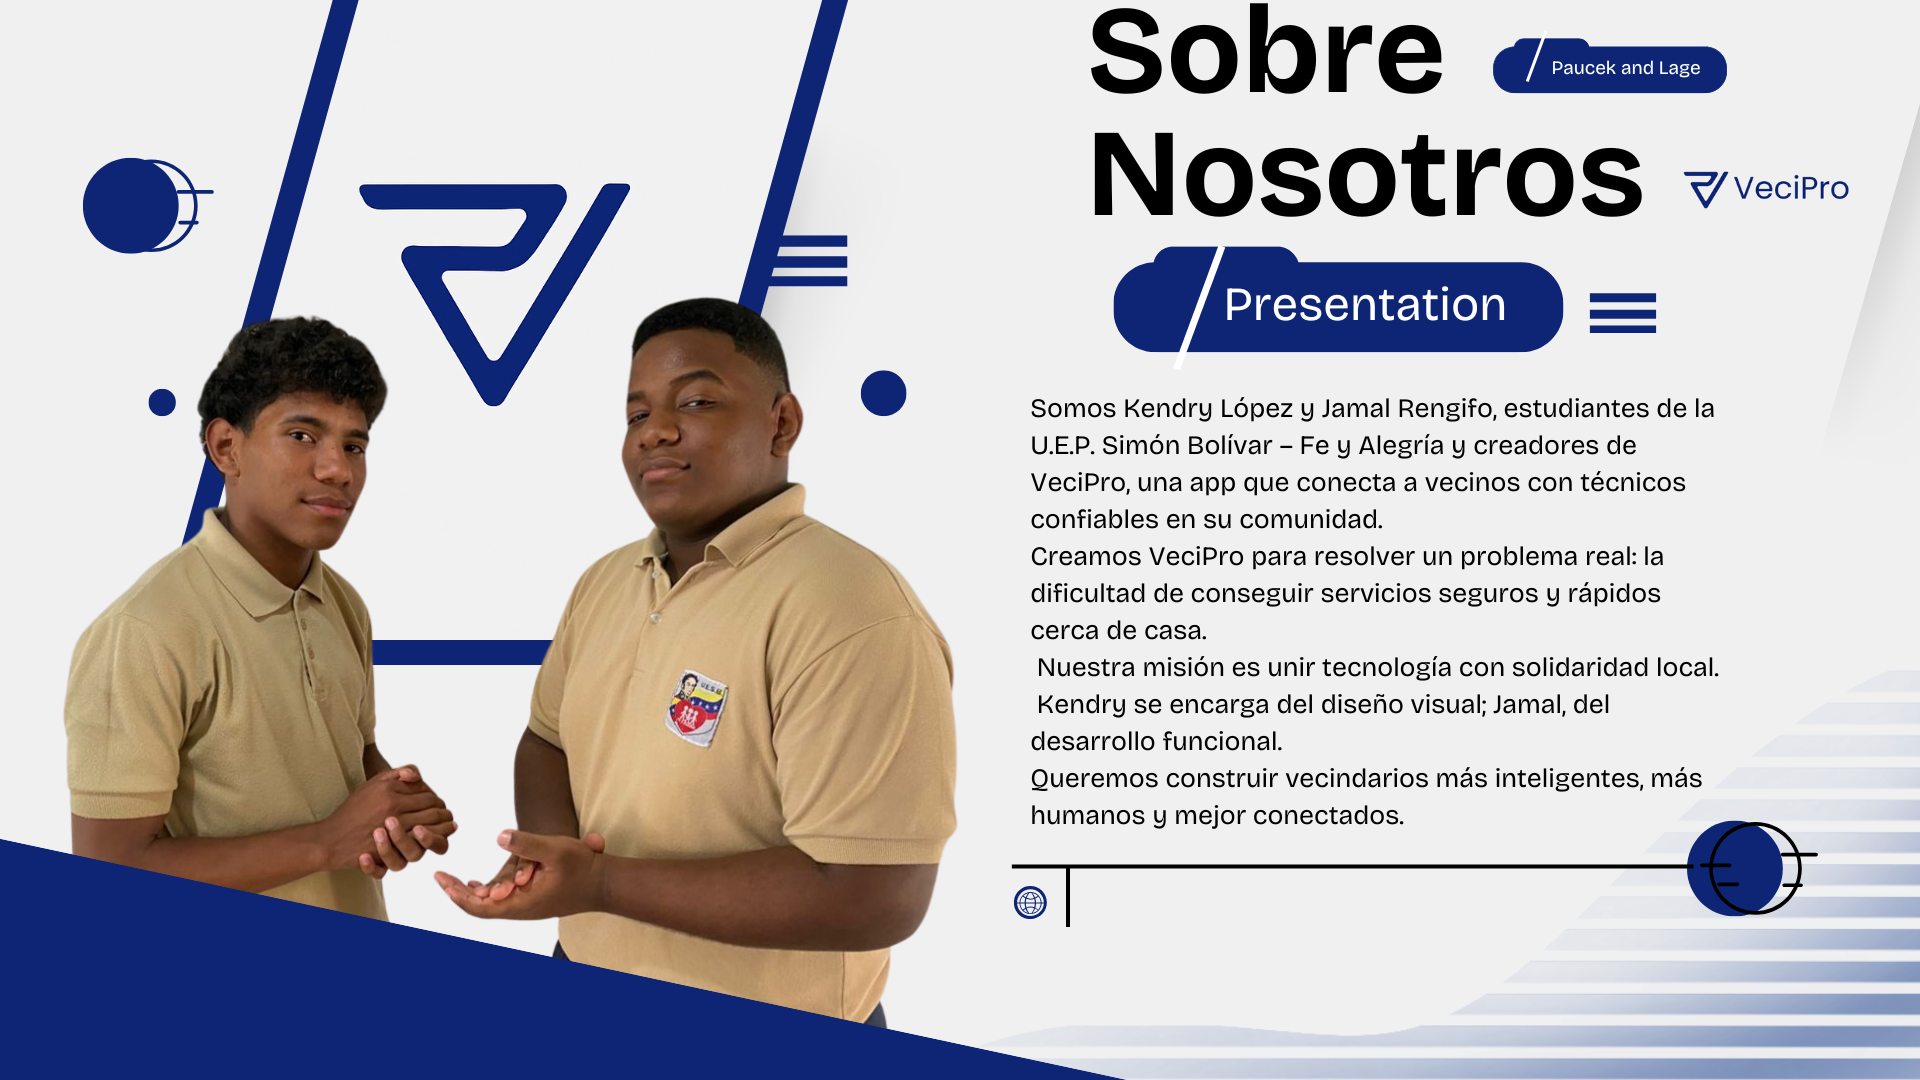 Sobre
Paucek and Lage
Nosotros
VeciPro
Presentation
Somos Kendry López y Jamal Rengifo, estudiantes de la
U.E.P. Simón Bolívar – Fe y Alegría y creadores de
VeciPro, una app que conecta a vecinos con técnicos
confiables en su comunidad.
Creamos VeciPro para resolver un problema real: la
dificultad de conseguir servicios seguros y rápidos
cerca de casa.
Nuestra misión es unir tecnología con solidaridad local.
Kendry se encarga del diseño visual; Jamal, del
desarrollo funcional.
Queremos construir vecindarios más inteligentes, más
humanos y mejor conectados.